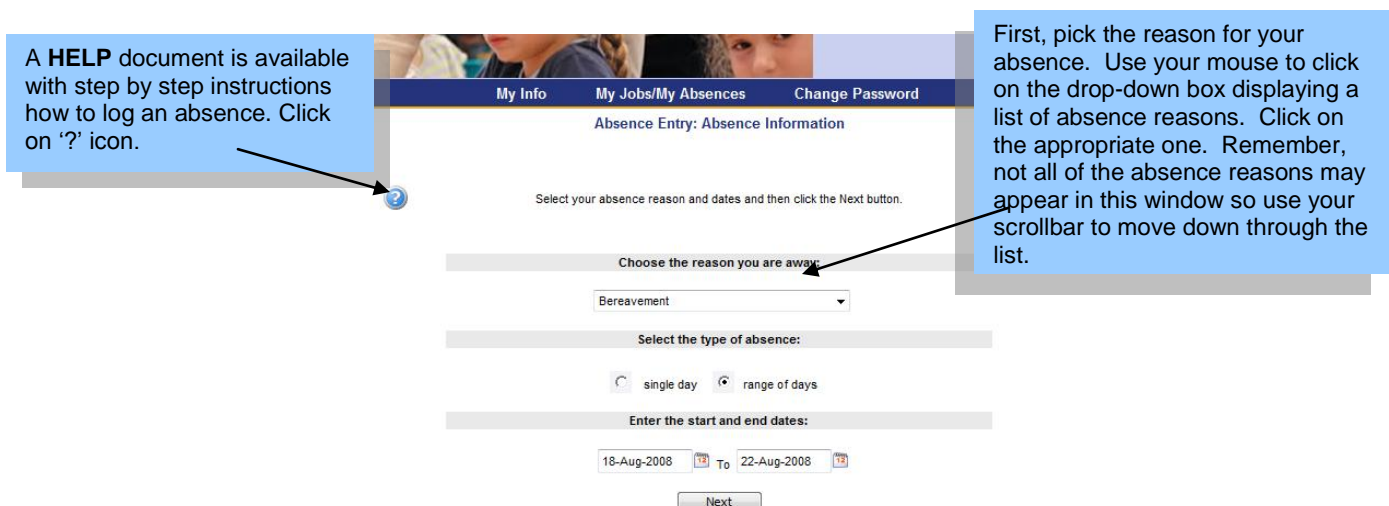 A HELP document is available
with step by step instructions
how to log an absence. Click
on ‘?’ icon.
First, pick the reason for your
absence. Use your mouse to click
on the drop-down box displaying a
list of absence reasons. Click on
the appropriate one. Remember,
not all of the absence reasons may
appear in this window so use your
scrollbar to move down through the
list.
My Info My Jobs/My Absences Change Password
Absence Entry: Absence Information
?
Select your absence reason and dates and then click the Next button.
Choose the reason you are away:
Bereavement
Select the type of absence:
single day range of days
Enter the start and end dates:
18-Aug-2008 12 To 22-Aug-2008 12
Next